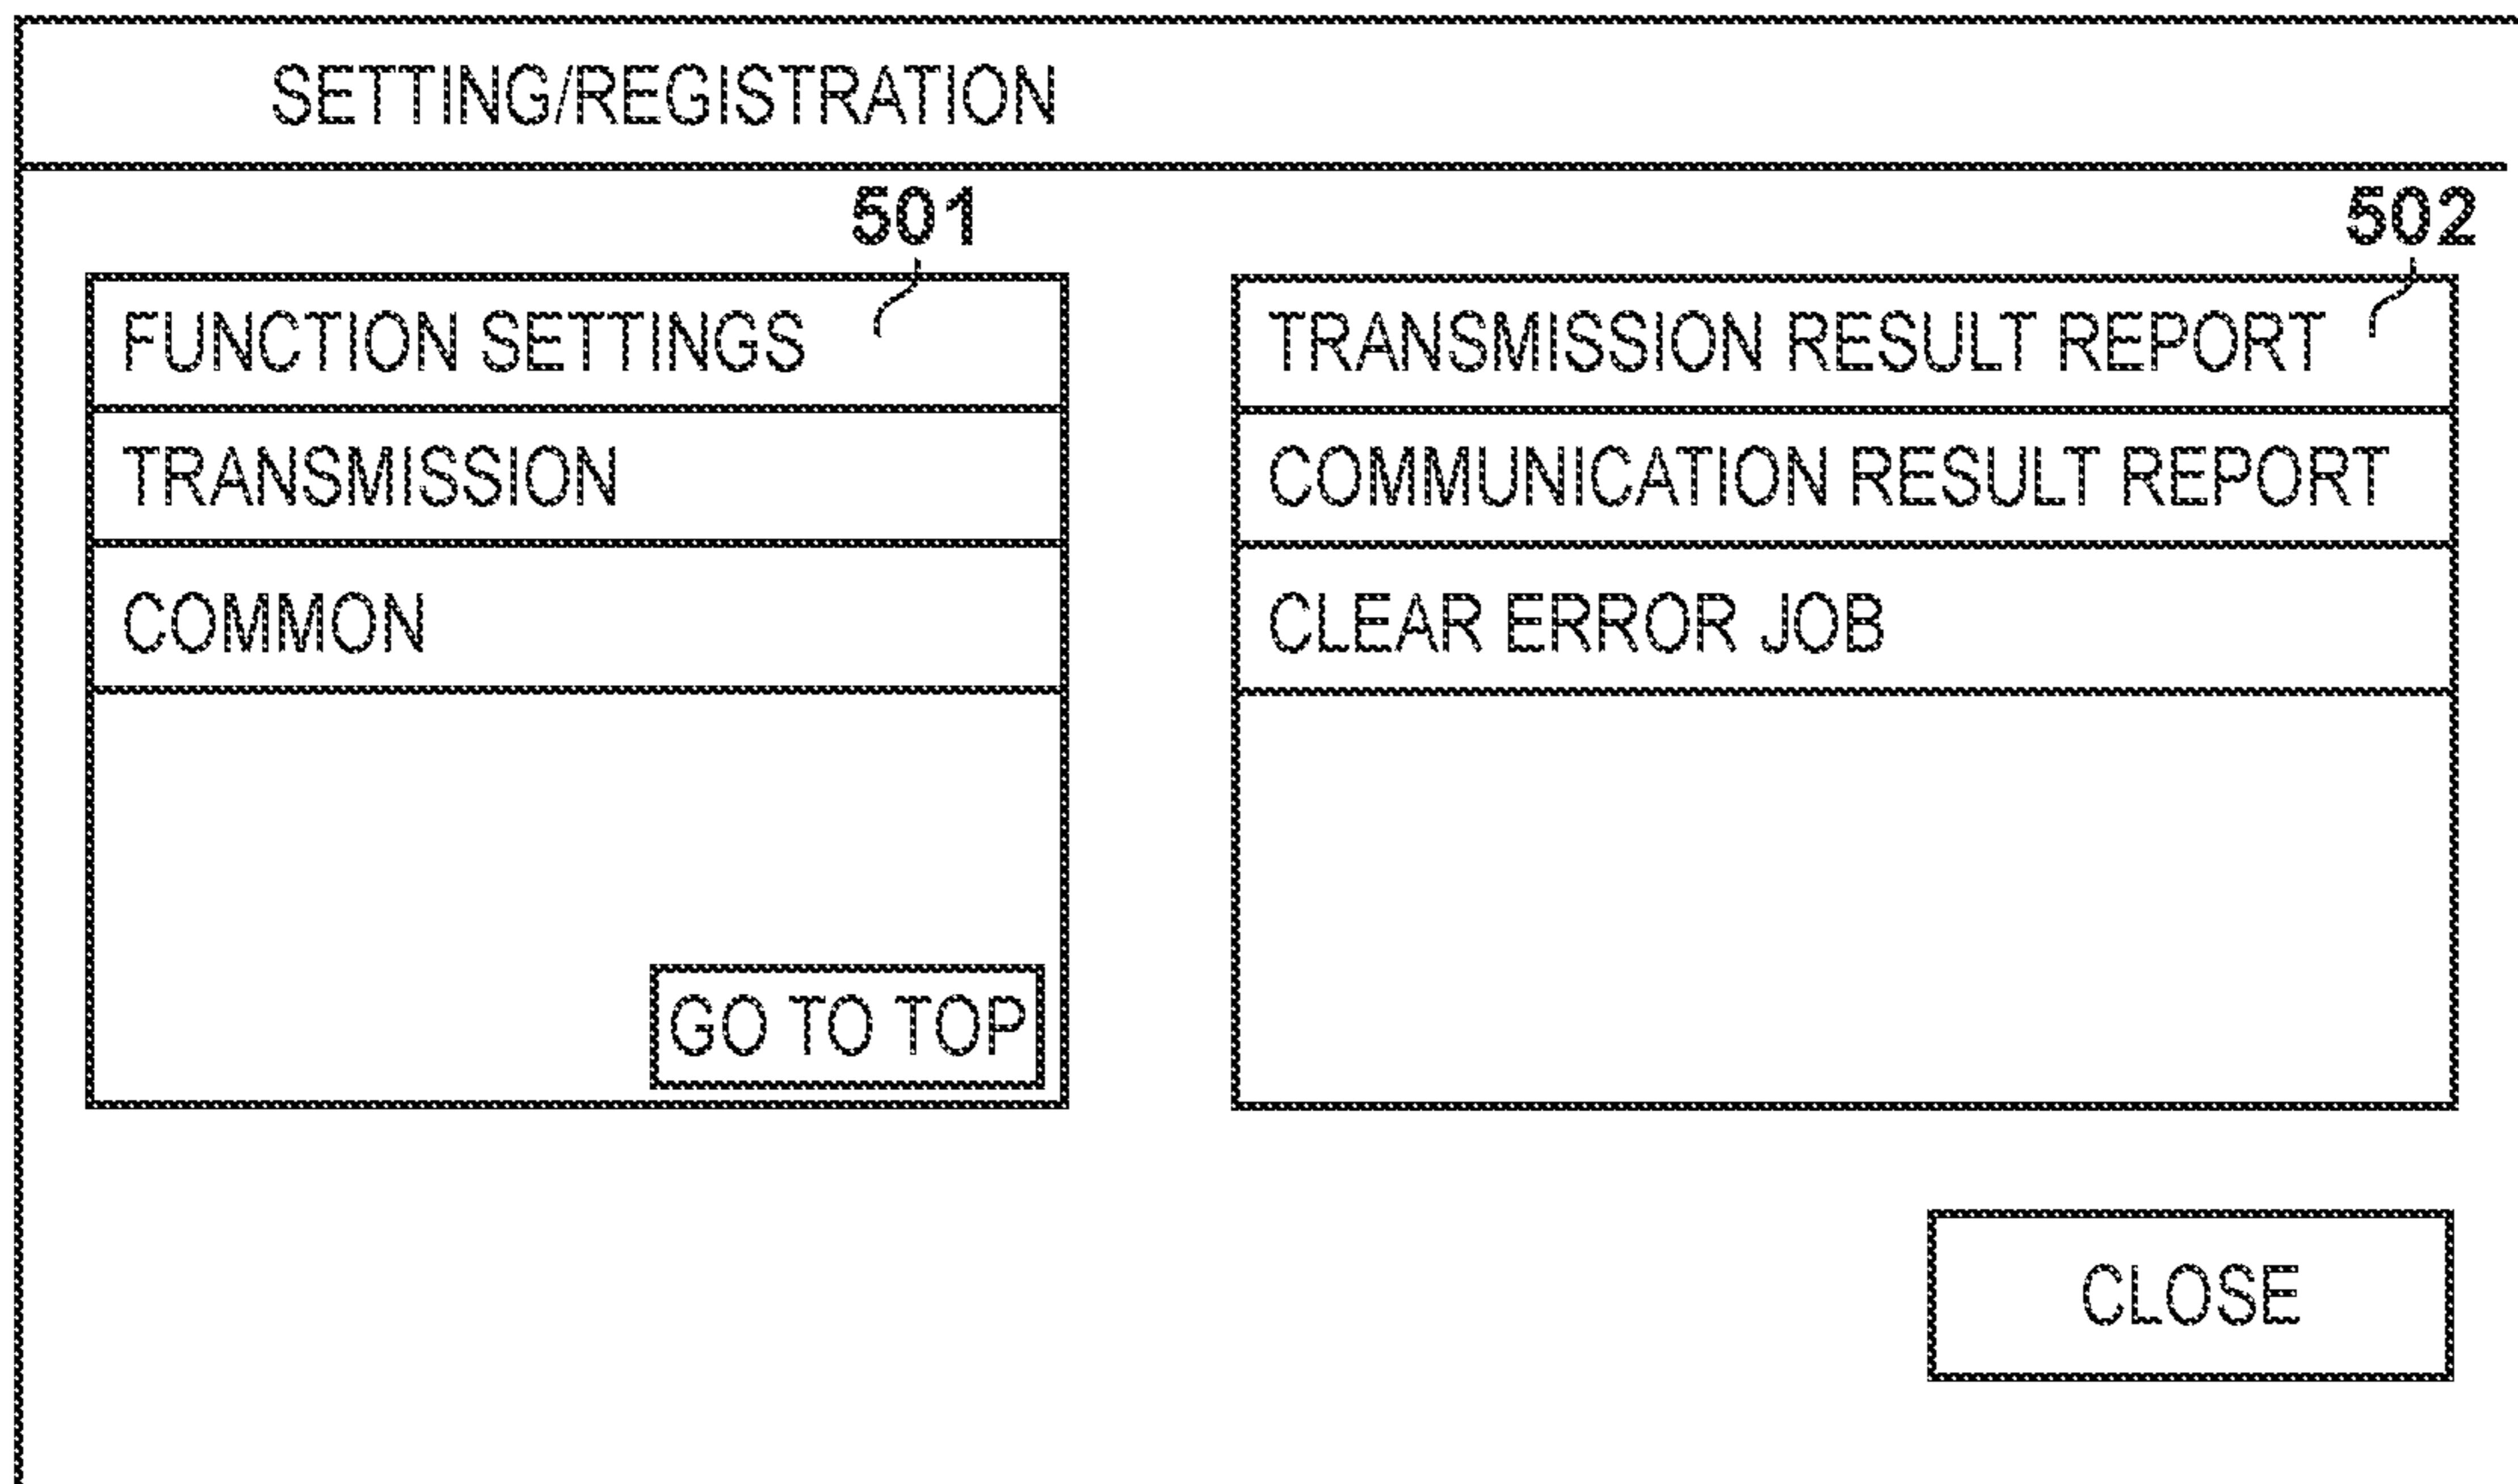 SETTING/REGISTRATION
501
502
FUNCTION SETTINGS
TRANSMISSION
COMMON
GO TO TOP
TRANSMISSION RESULT REPORT
COMMUNICATION RESULT REPORT
CLEAR ERROR JOB
CLOSE